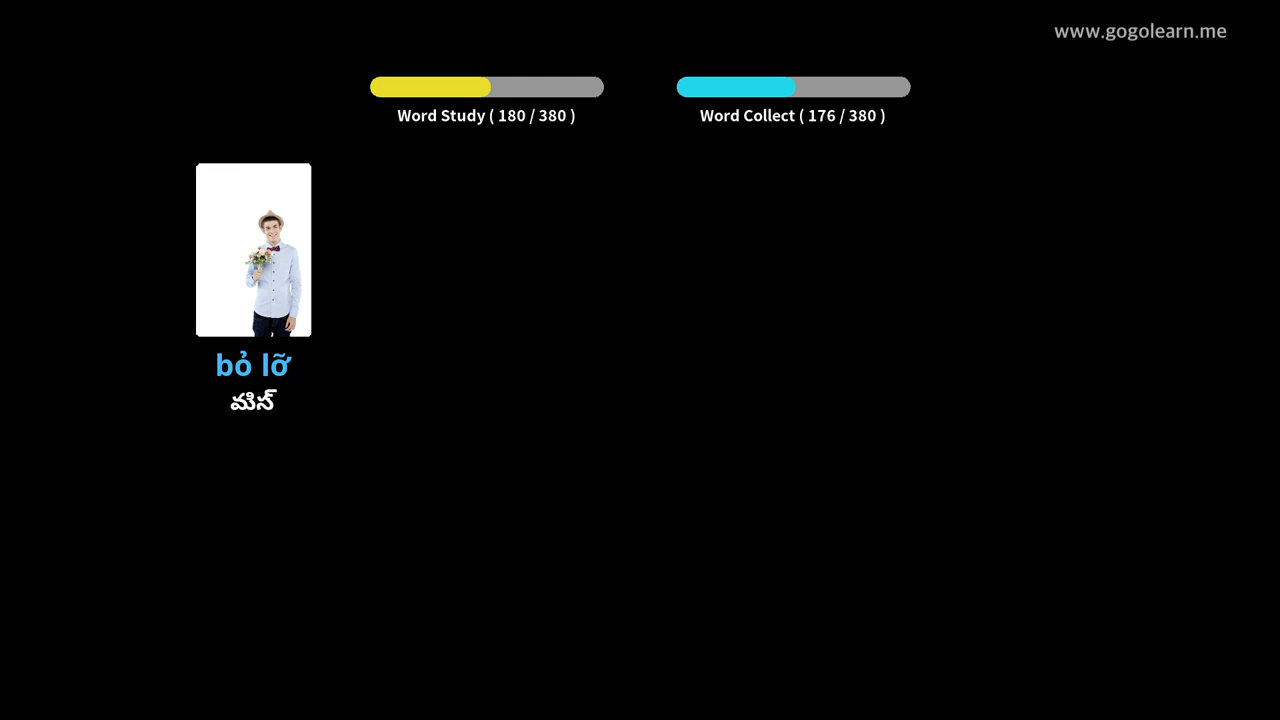 www.gogolearn.me
Word Study ( 180 / 380 )
Word Collect ( 176 / 380 )
bỏ lỡ
మిస్